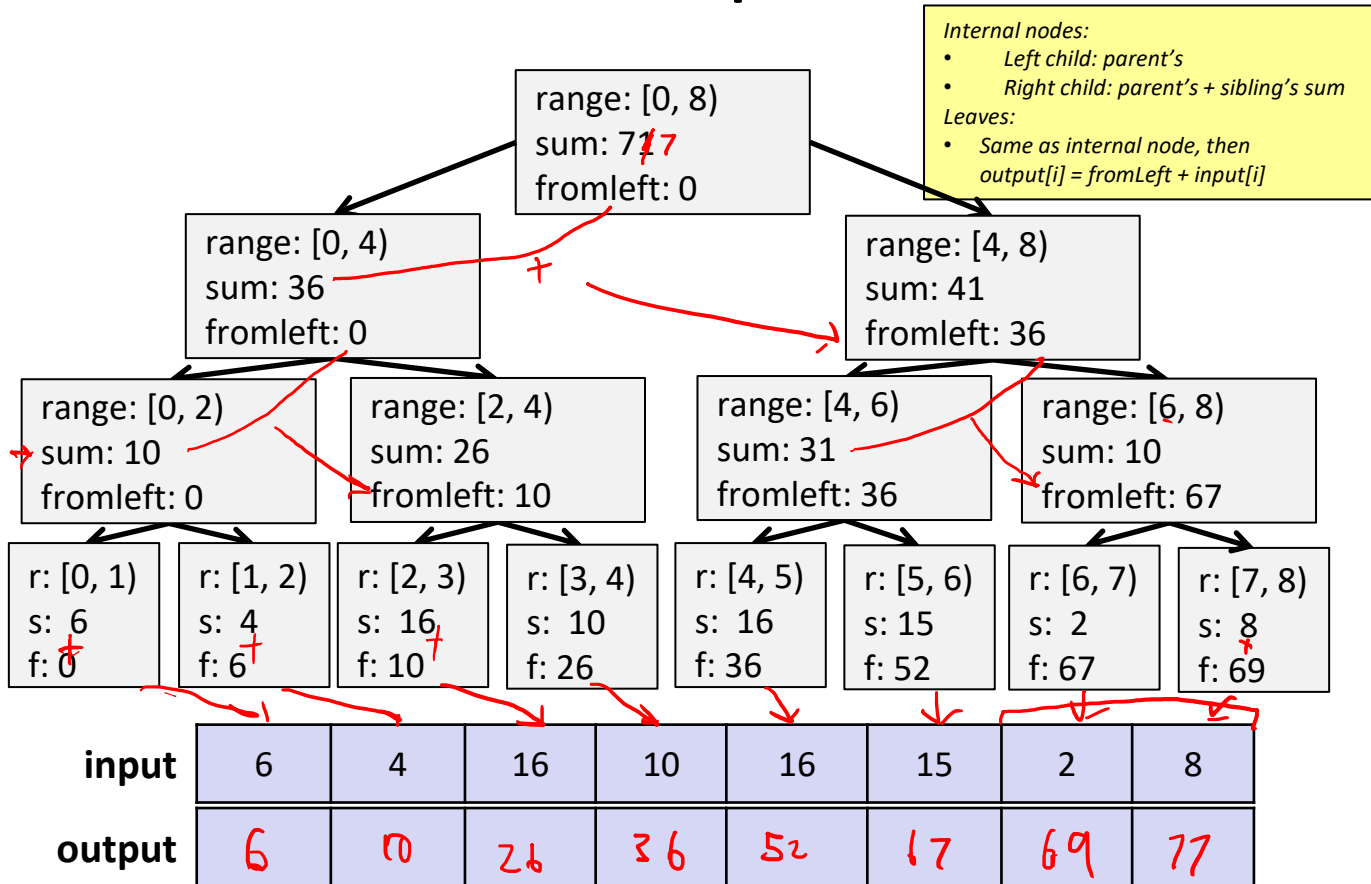 Internal nodes:
• Left child: parent's
• Right child: parent's + sibling's sum
Leaves:
• Same as internal node, then
output[i] = fromLeft + input[i]
range: [0, 8)
sum: 71 7
fromleft: 0
range: [0, 4)
sum: 36
fromleft: 0
+
range: [4, 8)
sum: 41
fromleft: 36
range: [0, 2)
sum: 10
fromleft: 0
range: [2, 4)
sum: 26
fromleft: 10
range: [4, 6)
sum: 31
fromleft: 36
range: [6, 8)
sum: 10
fromleft: 67
r: [0, 1)
s: 6
+
f: 0
r: [1, 2)
s: 4
+
f: 6
r: [2, 3)
s: 16
+
f: 10
r: [3, 4)
s: 10
f: 26
r: [4, 5)
s: 16
f: 36
r: [5, 6)
s: 15
f: 52
r: [6, 7)
s: 2
f: 67
r: [7, 8)
s: 8
+
f: 69
input 6 4 16 10 16 15 2 8
output 6 10 26 36 52 67 69 77